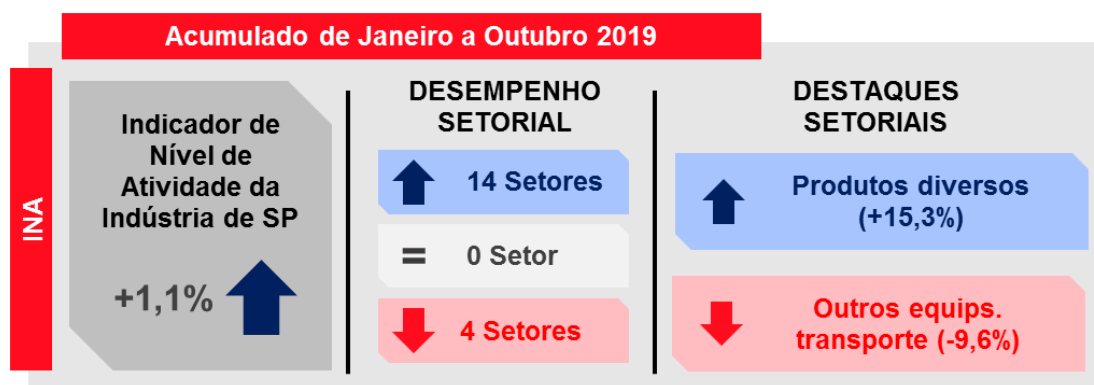 Acumulado de Janeiro a Outubro 2019
INA
Indicador de
Nível de
Atividade da
Indústria de SP
+1,1%
DESEMPENHO
SETORIAL
14 Setores
= 0 Setor
4 Setores
DESTAQUES
SETORIAIS
Produtos diversos
(+15,3%)
Outros equips.
transporte (-9,6%)